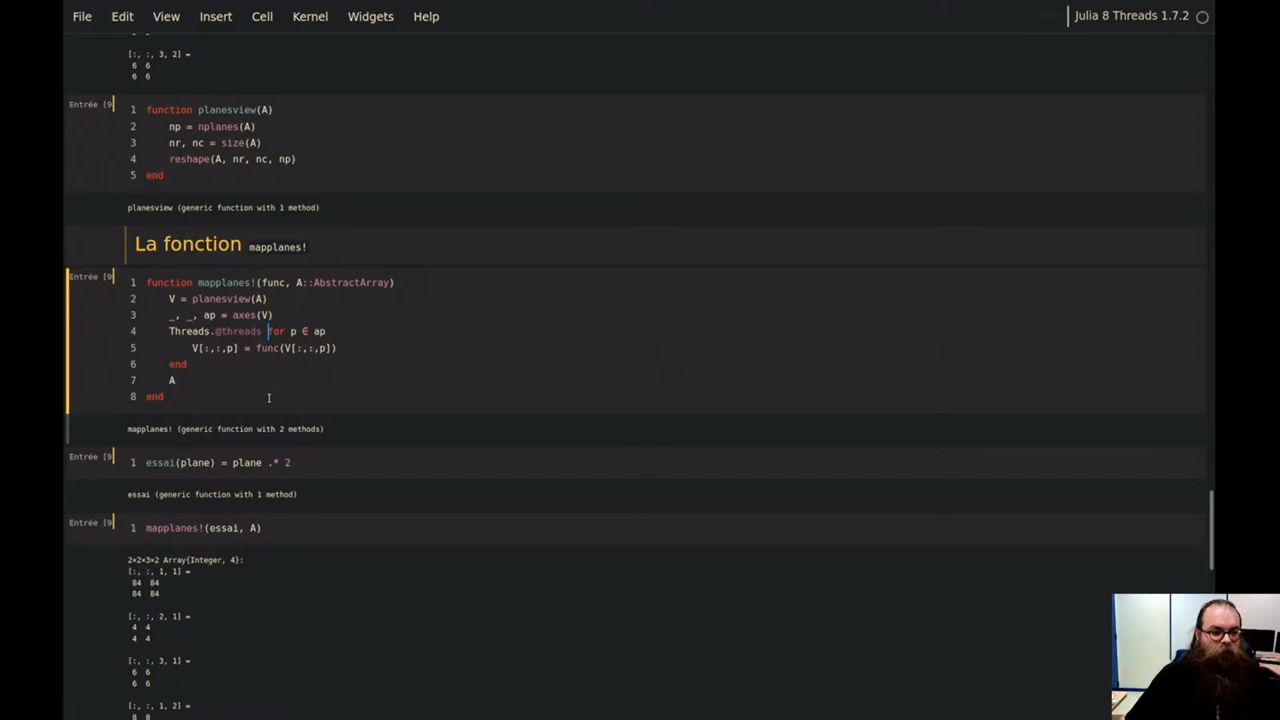 File Edit View Insert Cell Kernel Widgets Help Julia 8 Threads 1.7.2
[:, :, 3, 2] =
6 6
6 6
Entrée [9
1 function planesview(A)
2 np = nplanes(A)
3 nr, nc = size(A)
4 reshape(A, nr, nc, np)
5 end
planesview (generic function with 1 method)
La fonction mapplanes!
Entrée [9
1 function mapplanes!(func, A::AbstractArray)
2 V = planesview(A)
3 _, _, ap = axes(V)
4 Threads.@threads for p ∈ ap
5 V[:,:,p] = func(V[:,:,p])
6 end
7 A
8 end
mapplanes! (generic function with 2 methods)
Entrée [9
1 essai(plane) = plane .* 2
essai (generic function with 1 method)
Entrée [9
1 mapplanes!(essai, A)
2×2×3×2 Array{Integer, 4}:
[:, :, 1, 1] =
84 84
84 84
[:, :, 2, 1] =
4 4
4 4
[:, :, 3, 1] =
6 6
6 6
[:, :, 1, 2] =
8 8